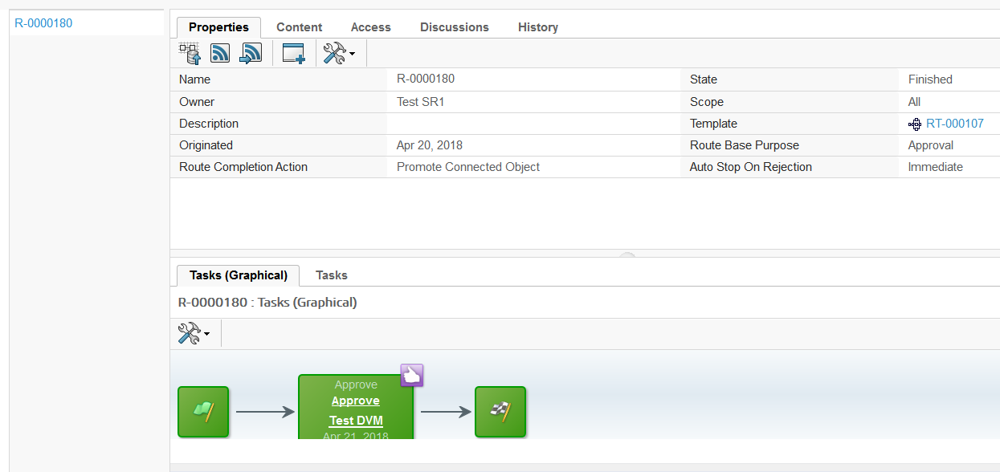 R-0000180
Properties Content Access Discussions History
Name R-0000180 State Finished
Owner Test SR1 Scope All
Description Template RT-000107
Originated Apr 20, 2018 Route Base Purpose Approval
Route Completion Action Promote Connected Object Auto Stop On Rejection Immediate
Tasks (Graphical) Tasks
R-0000180 : Tasks (Graphical)
Approve
Approve
Test DVM
Apr 21, 2018